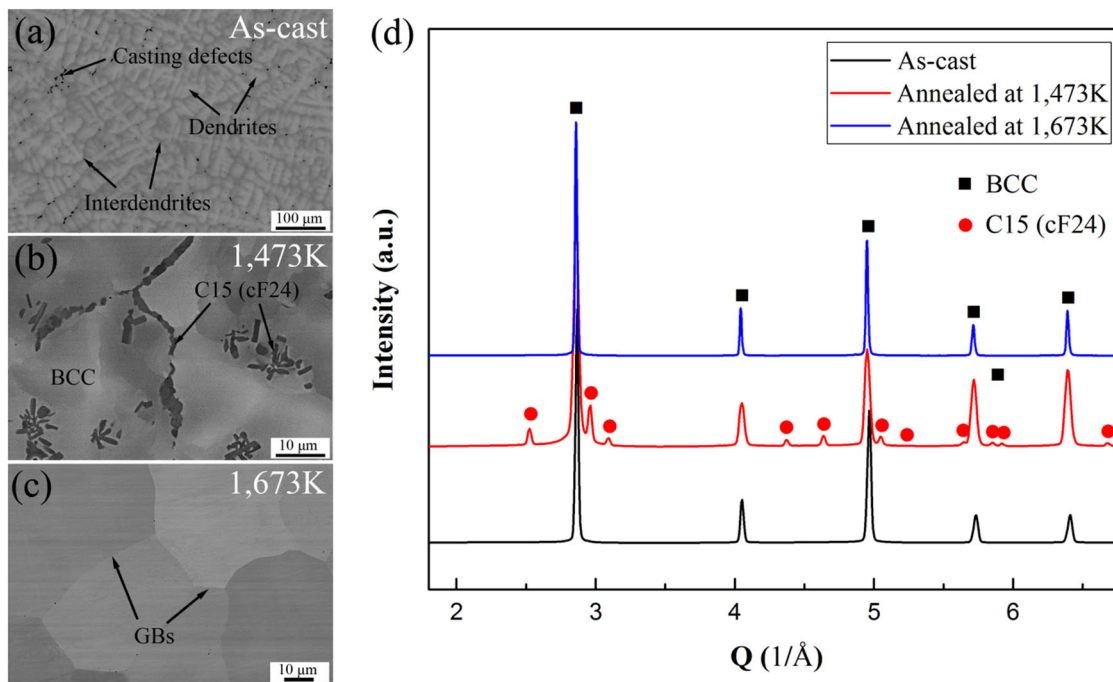 (a) As-cast
Casting defects
Dendrites
Interdendrites
100 µm
(b) 1,473K
C15 (cF24)
BCC
10 µm
(c) 1,673K
GBs
10 µm
(d)
As-cast
Annealed at 1,473K
Annealed at 1,673K
BCC
C15 (cF24)
Intensity (a.u.)
2 3 4 5 6
Q (1/Å)